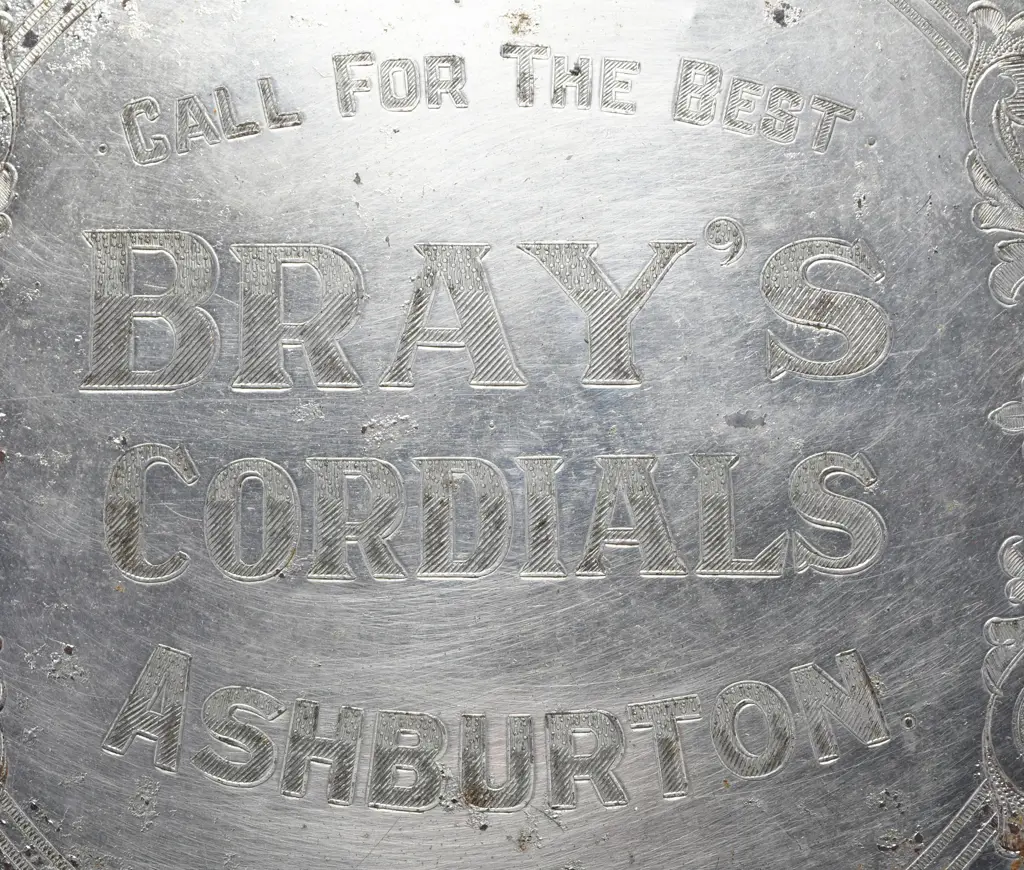 CALL FOR THE BEST
BRAY'S
CORDIALS
ASHBURTON